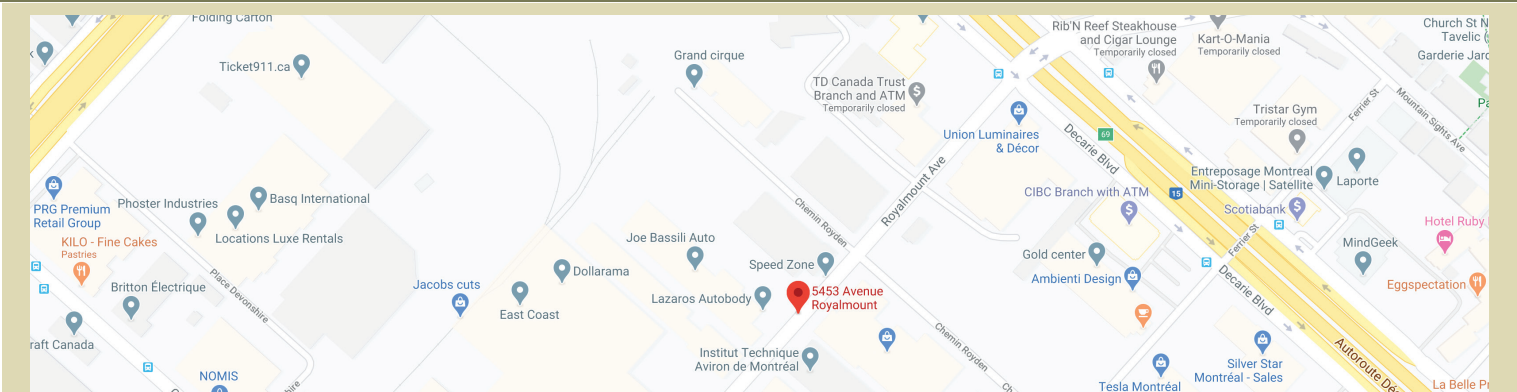 Folding Carton
Ticket911.ca
Grand cirque
TD Canada Trust
Branch and ATM
Temporarily closed
Rib'N Reef Steakhouse
and Cigar Lounge
Temporarily closed
Kart-O-Mania
Temporarily closed
Church St
Tavelic
Garderie
Tristar Gym
Temporarily closed
Ferrier St
Mountain Sights Ave
Union Luminaires
& Décor
69
Decarie Blvd
Royalmount Ave
Entreposage Montreal
Mini-Storage | Satellite
Laporte
CIBC Branch with ATM
15
Scotiabank
Hotel Ruby
PRG Premium
Retail Group
Phoster Industries
Basq International
Locations Luxe Rentals
KILO - Fine Cakes
Pastries
Place Devonshire
Britton Électrique
Chemin Royden
Joe Bassili Auto
Speed Zone
Dollarama
Jacobs cuts
East Coast
Lazaros Autobody
5453 Avenue
Royalmount
Gold center
Ambienti Design
Ferrier St
Decarie Blvd
MindGeek
Eggspectation
raft Canada
NOMIS
Institut Technique
Aviron de Montréal
Chemin Royden
Tesla Montréal
Silver Star
Montréal - Sales
Autoroute
La Belle